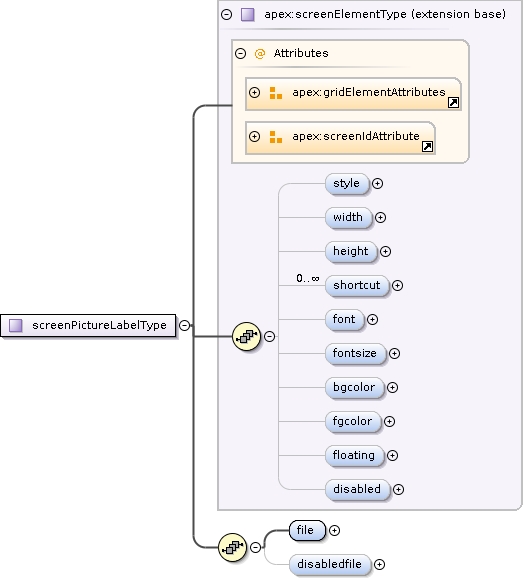 apex:screenElementType (extension base)
@ Attributes
apex:gridElementAttributes
apex:screenIdAttribute
style
width
height
0..∞
shortcut
font
fontsize
bgcolor
fgcolor
floating
disabled
screenPictureLabelType
file
disabledfile